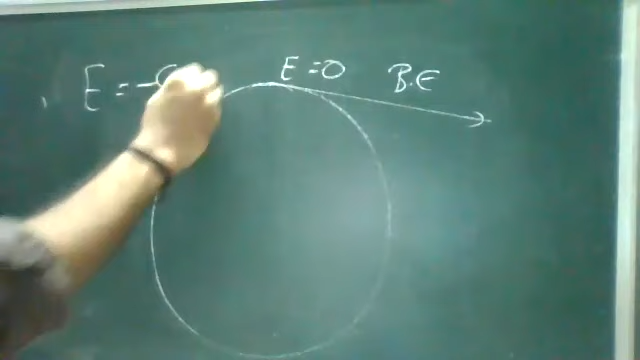 E = -G E = 0 B.E